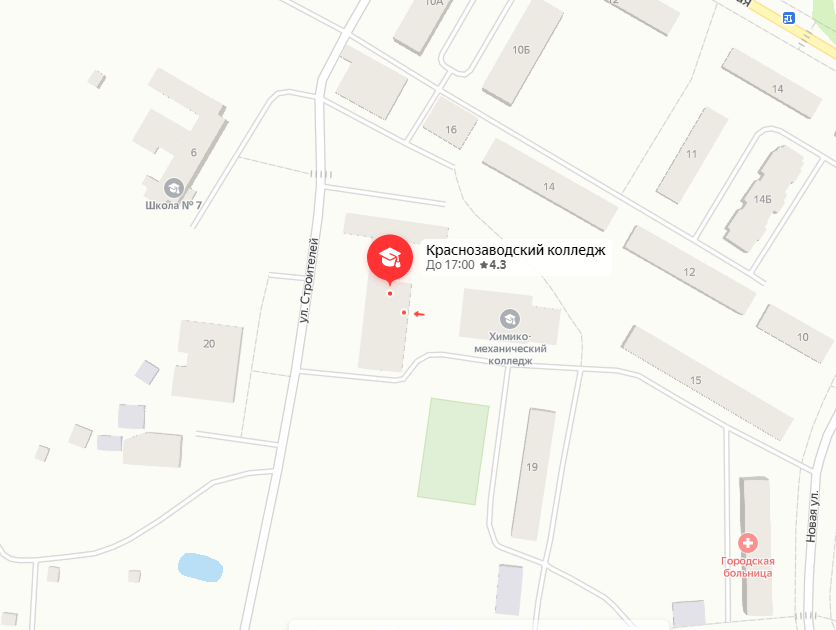 10А
12
10Б
14
16
11
6
14
14Б
Школа № 7
Краснозаводский колледж
До 17:00 ★4.3
12
ул. Строителей
Химико-
механический
колледж
10
20
15
19
Новая ул.
Городская
больница